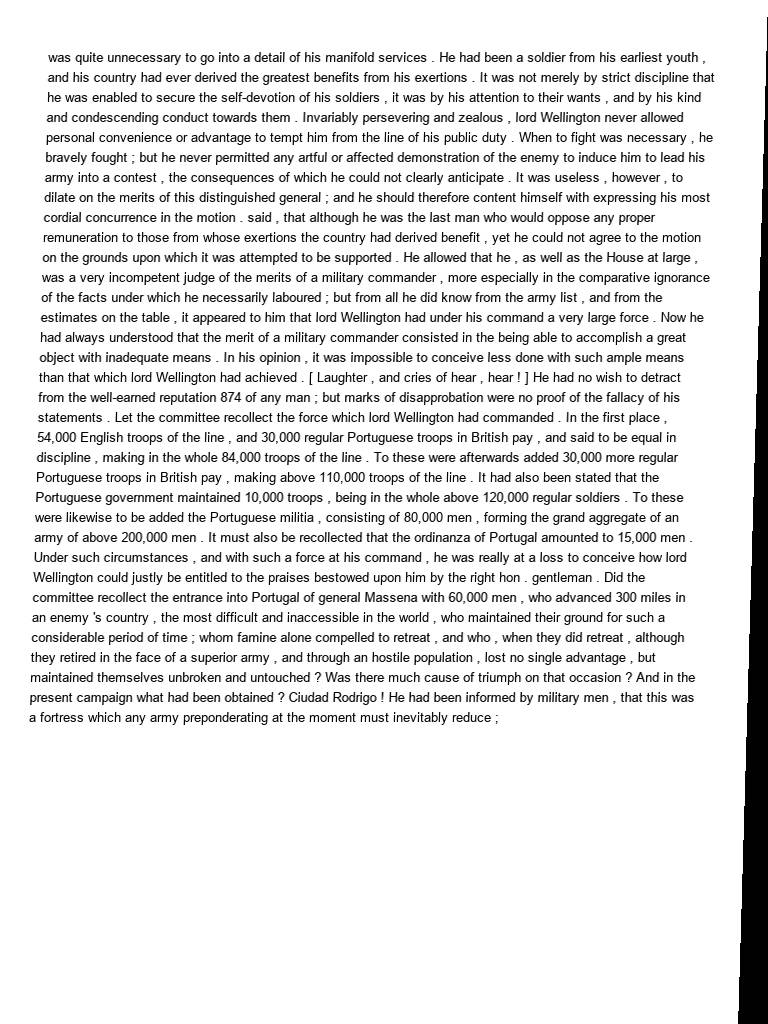 was quite unnecessary to go into a detail of his manifold services . He had been a soldier from his earliest youth ,
and his country had ever derived the greatest benefits from his exertions . It was not merely by strict discipline that
he was enabled to secure the self-devotion of his soldiers , it was by his attention to their wants , and by his kind
and condescending conduct towards them . Invariably persevering and zealous , lord Wellington never allowed
personal convenience or advantage to tempt him from the line of his public duty . When to fight was necessary , he
bravely fought ; but he never permitted any artful or affected demonstration of the enemy to induce him to lead his
army into a contest , the consequences of which he could not clearly anticipate . It was useless , however , to
dilate on the merits of this distinguished general ; and he should therefore content himself with expressing his most
cordial concurrence in the motion . said , that although he was the last man who would oppose any proper
remuneration to those from whose exertions the country had derived benefit , yet he could not agree to the motion
on the grounds upon which it was attempted to be supported . He allowed that he , as well as the House at large ,
was a very incompetent judge of the merits of a military commander , more especially in the comparative ignorance
of the facts under which he necessarily laboured ; but from all he did know from the army list , and from the
estimates on the table , it appeared to him that lord Wellington had under his command a very large force . Now he
had always understood that the merit of a military commander consisted in the being able to accomplish a great
object with inadequate means . In his opinion , it was impossible to conceive less done with such ample means
than that which lord Wellington had achieved . [ Laughter , and cries of hear , hear ! ] He had no wish to detract
from the well-earned reputation 874 of any man ; but marks of disapprobation were no proof of the fallacy of his
statements . Let the committee recollect the force which lord Wellington had commanded . In the first place ,
54,000 English troops of the line , and 30,000 regular Portuguese troops in British pay , and said to be equal in
discipline , making in the whole 84,000 troops of the line . To these were afterwards added 30,000 more regular
Portuguese troops in British pay , making above 110,000 troops of the line . It had also been stated that the
Portuguese government maintained 10,000 troops , being in the whole above 120,000 regular soldiers . To these
were likewise to be added the Portuguese militia , consisting of 80,000 men , forming the grand aggregate of an
army of above 200,000 men . It must also be recollected that the ordinanza of Portugal amounted to 15,000 men .
Under such circumstances , and with such a force at his command , he was really at a loss to conceive how lord
Wellington could justly be entitled to the praises bestowed upon him by the right hon . gentleman . Did the
committee recollect the entrance into Portugal of general Massena with 60,000 men , who advanced 300 miles in
an enemy 's country , the most difficult and inaccessible in the world , who maintained their ground for such a
considerable period of time ; whom famine alone compelled to retreat , and who , when they did retreat , although
they retired in the face of a superior army , and through an hostile population , lost no single advantage , but
maintained themselves unbroken and untouched ? Was there much cause of triumph on that occasion ? And in the
present campaign what had been obtained ? Ciudad Rodrigo ! He had been informed by military men , that this was
a fortress which any army preponderating at the moment must inevitably reduce ;